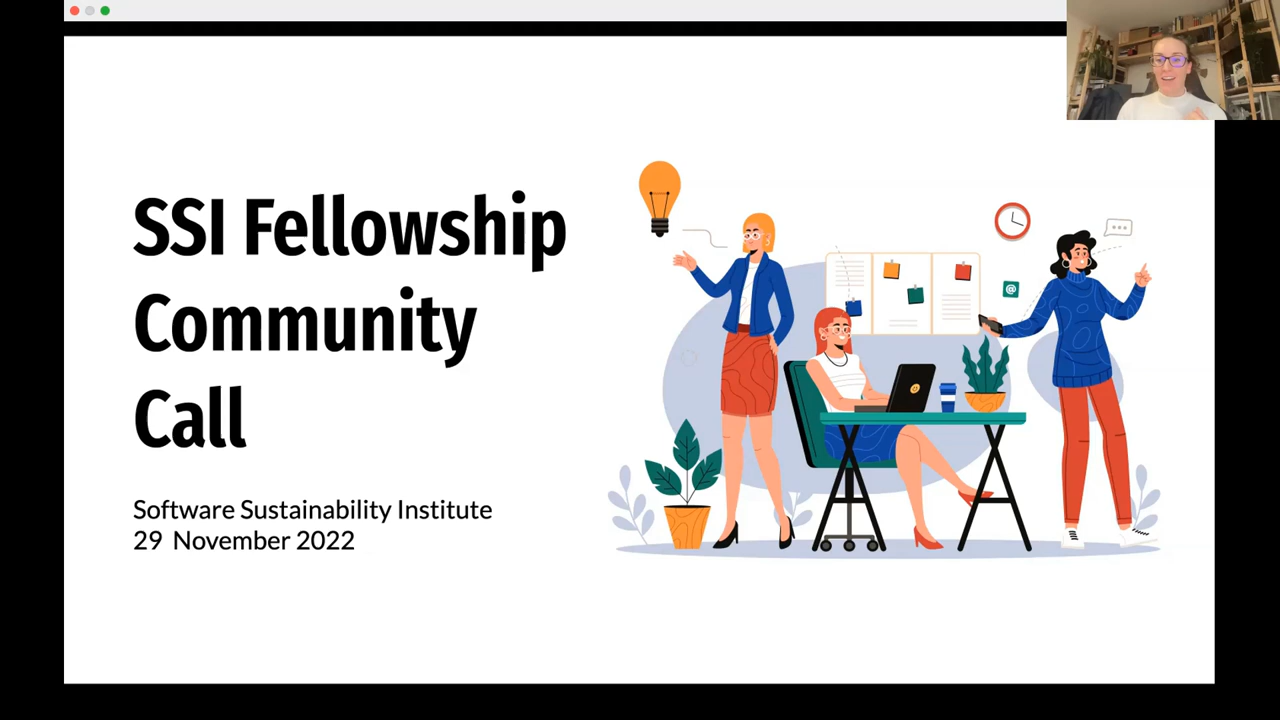 SSI Fellowship
Community
Call
Software Sustainability Institute
29 November 2022
@